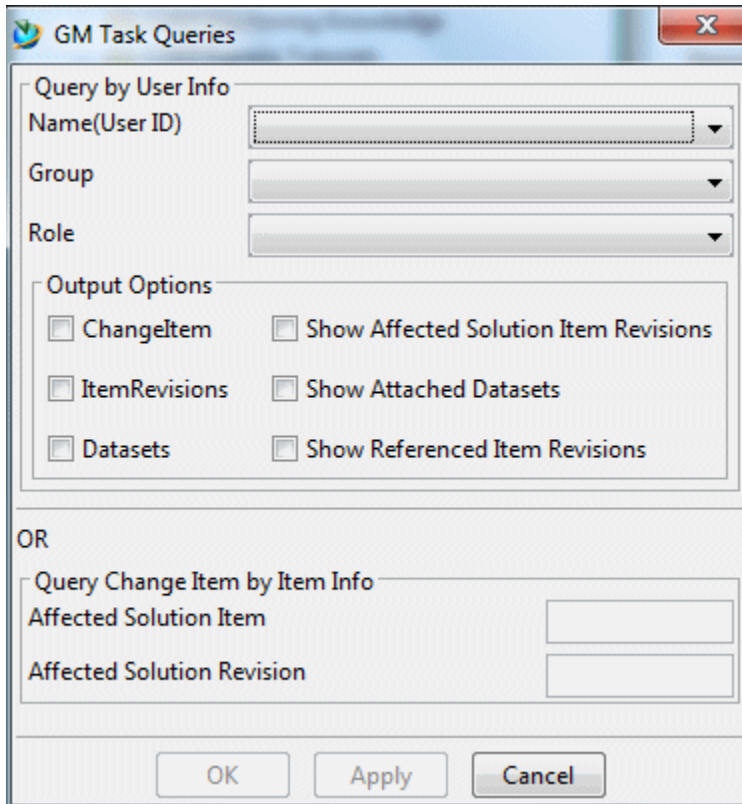 GM Task Queries
Query by User Info
Name(User ID)
Group
Role
Output Options
ChangeItem
Show Affected Solution Item Revisions
ItemRevisions
Show Attached Datasets
Datasets
Show Referenced Item Revisions
OR
Query Change Item by Item Info
Affected Solution Item
Affected Solution Revision
OK
Apply
Cancel